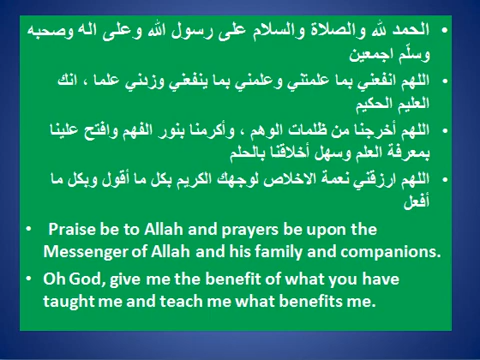 • الحمد لله والصلاة والسلام على رسول الله وعلى اله وصحبه
وسلّم اجمعين
• اللهم انفعني بما علمتني وعلمني بما ينفعني وزدني علما ، انك
العليم الحكيم
• اللهم أخرجنا من ظلمات الوهم ، وأكرمنا بنور الفهم وافتح علينا
بمعرفة العلم وسهل أخلاقنا بالحلم
• اللهم ارزقني نعمة الاخلاص لوجهك الكريم بكل ما أقول وبكل ما
أفعل
• Praise be to Allah and prayers be upon the
Messenger of Allah and his family and companions.
• Oh God, give me the benefit of what you have
taught me and teach me what benefits me.